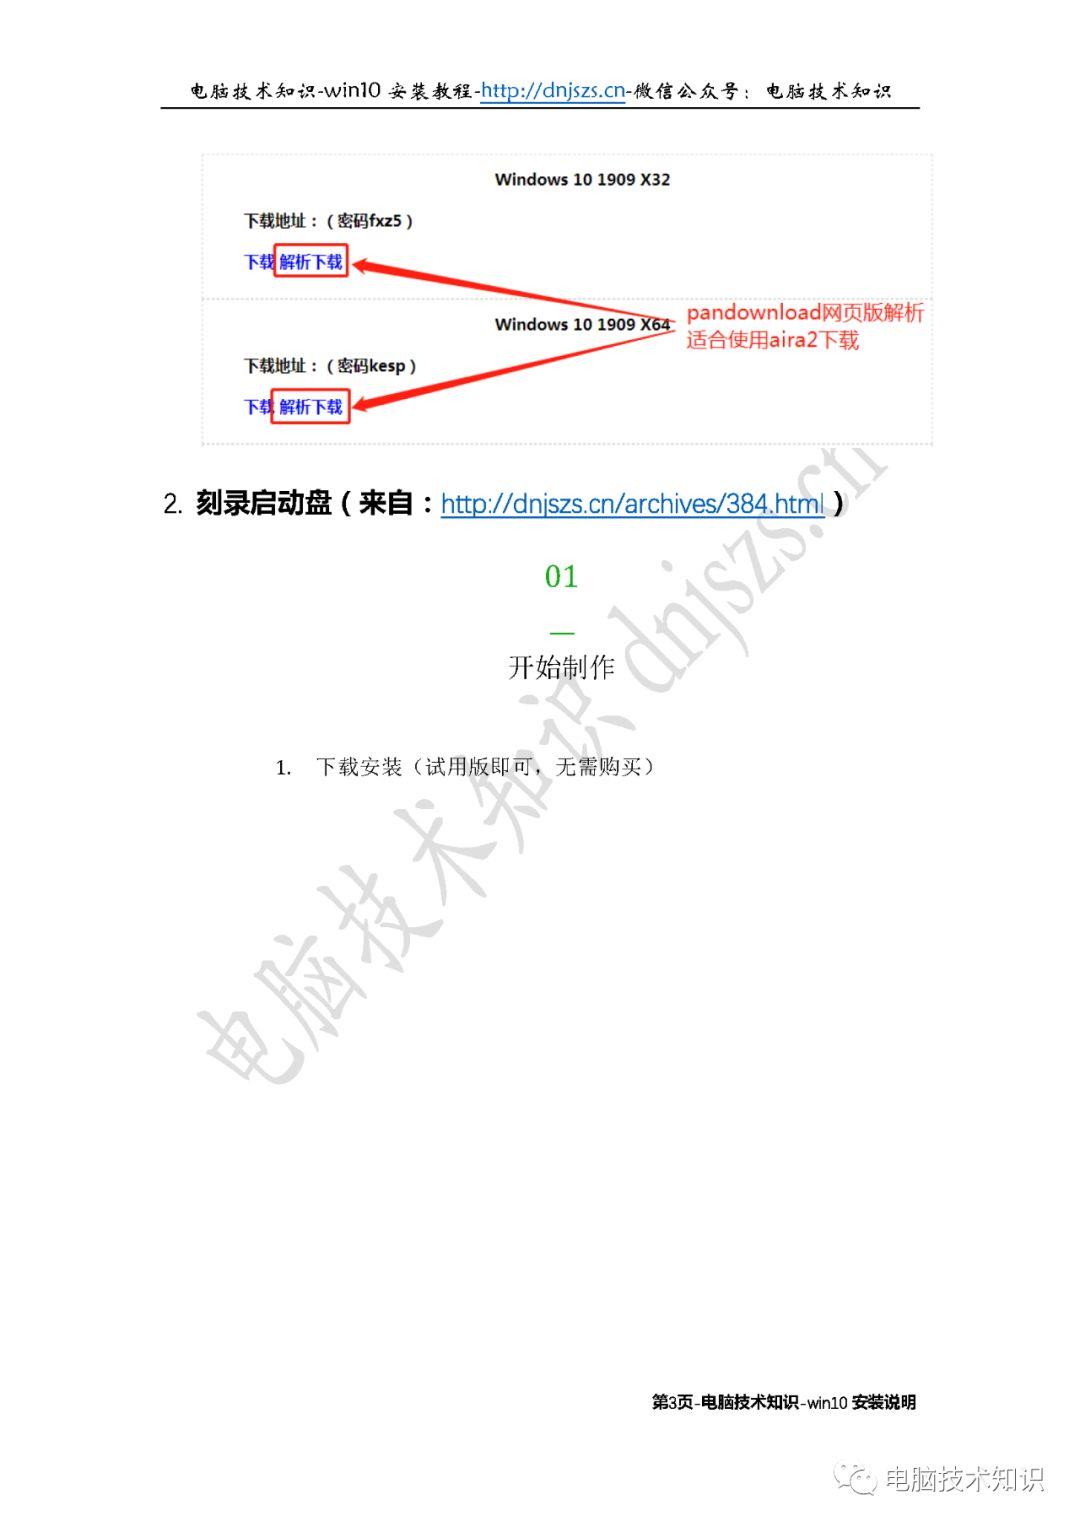 电脑技术知识-win10 安装教程-http://dnjszs.cn-微信公众号：电脑技术知识
Windows 10 1909 X32
下载地址：（密码fxz5）
下载 解析下载
Windows 10 1909 X64
pandownload网页版解析
适合使用aira2下载
下载地址：（密码kesp）
下载 解析下载
2. 刻录启动盘（来自：http://dnjszs.cn/archives/384.html）
01
—
开始制作
1. 下载安装（试用版即可，无需购买）
电脑技术知识 dnjszs.cn
第3页-电脑技术知识-win10 安装说明
电脑技术知识